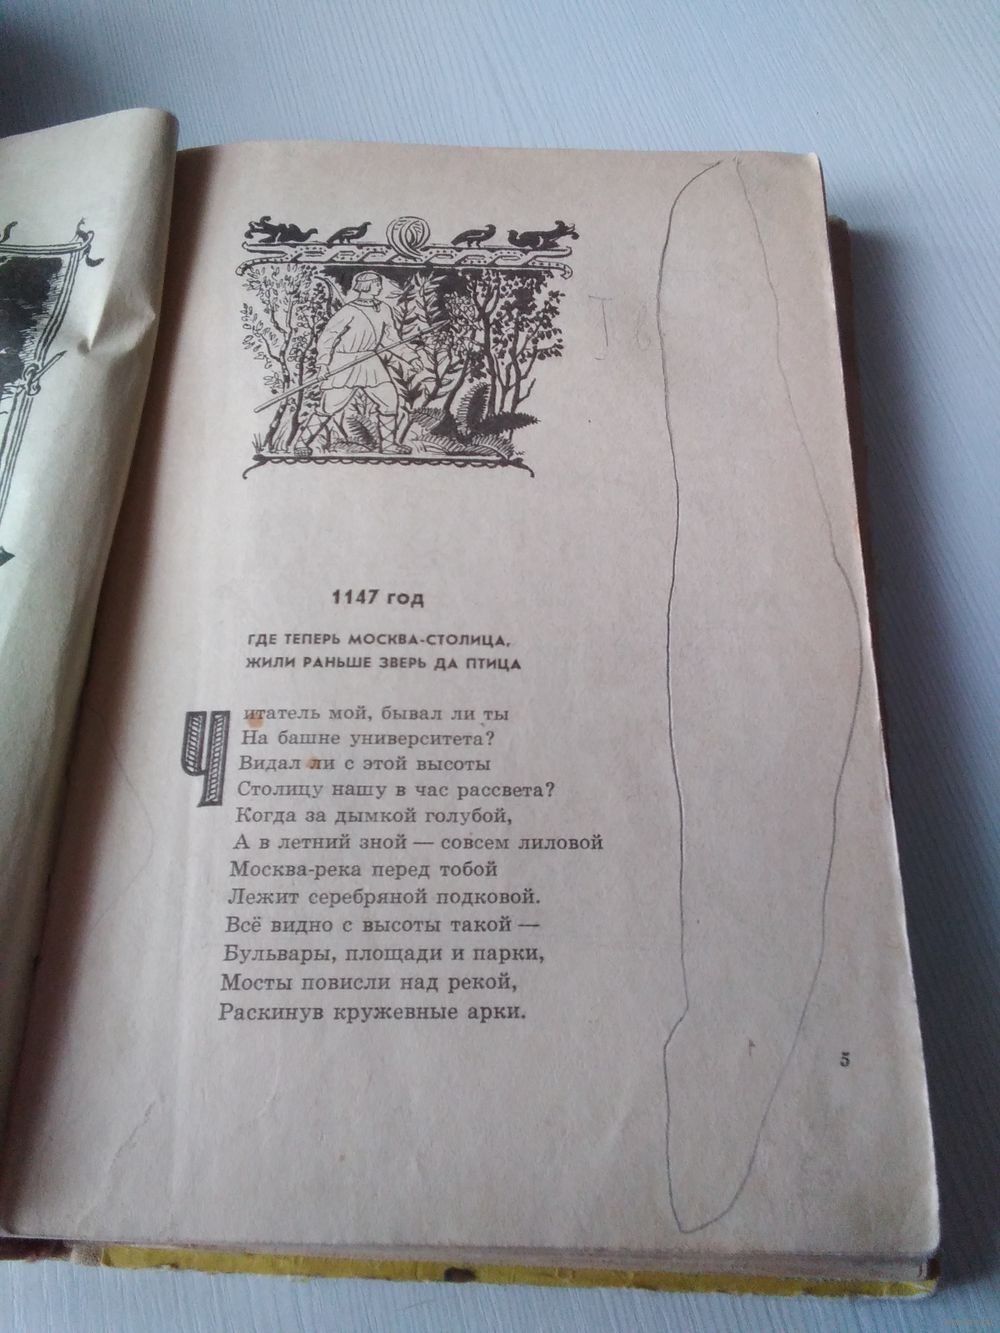 1147 год
ГДЕ ТЕПЕРЬ МОСКВА-СТОЛИЦА,
ЖИЛИ РАНЬШЕ ЗВЕРЬ ДА ПТИЦА
Читатель мой, бывал ли ты
На башне университета?
Видал ли с этой высоты
Столицу нашу в час рассвета?
Когда за дымкой голубой,
А в летний зной — совсем лиловой
Москва-река перед тобой
Лежит серебряной подковой.
Всё видно с высоты такой —
Бульвары, площади и парки,
Мосты повисли над рекой,
Раскинув кружевные арки.
5